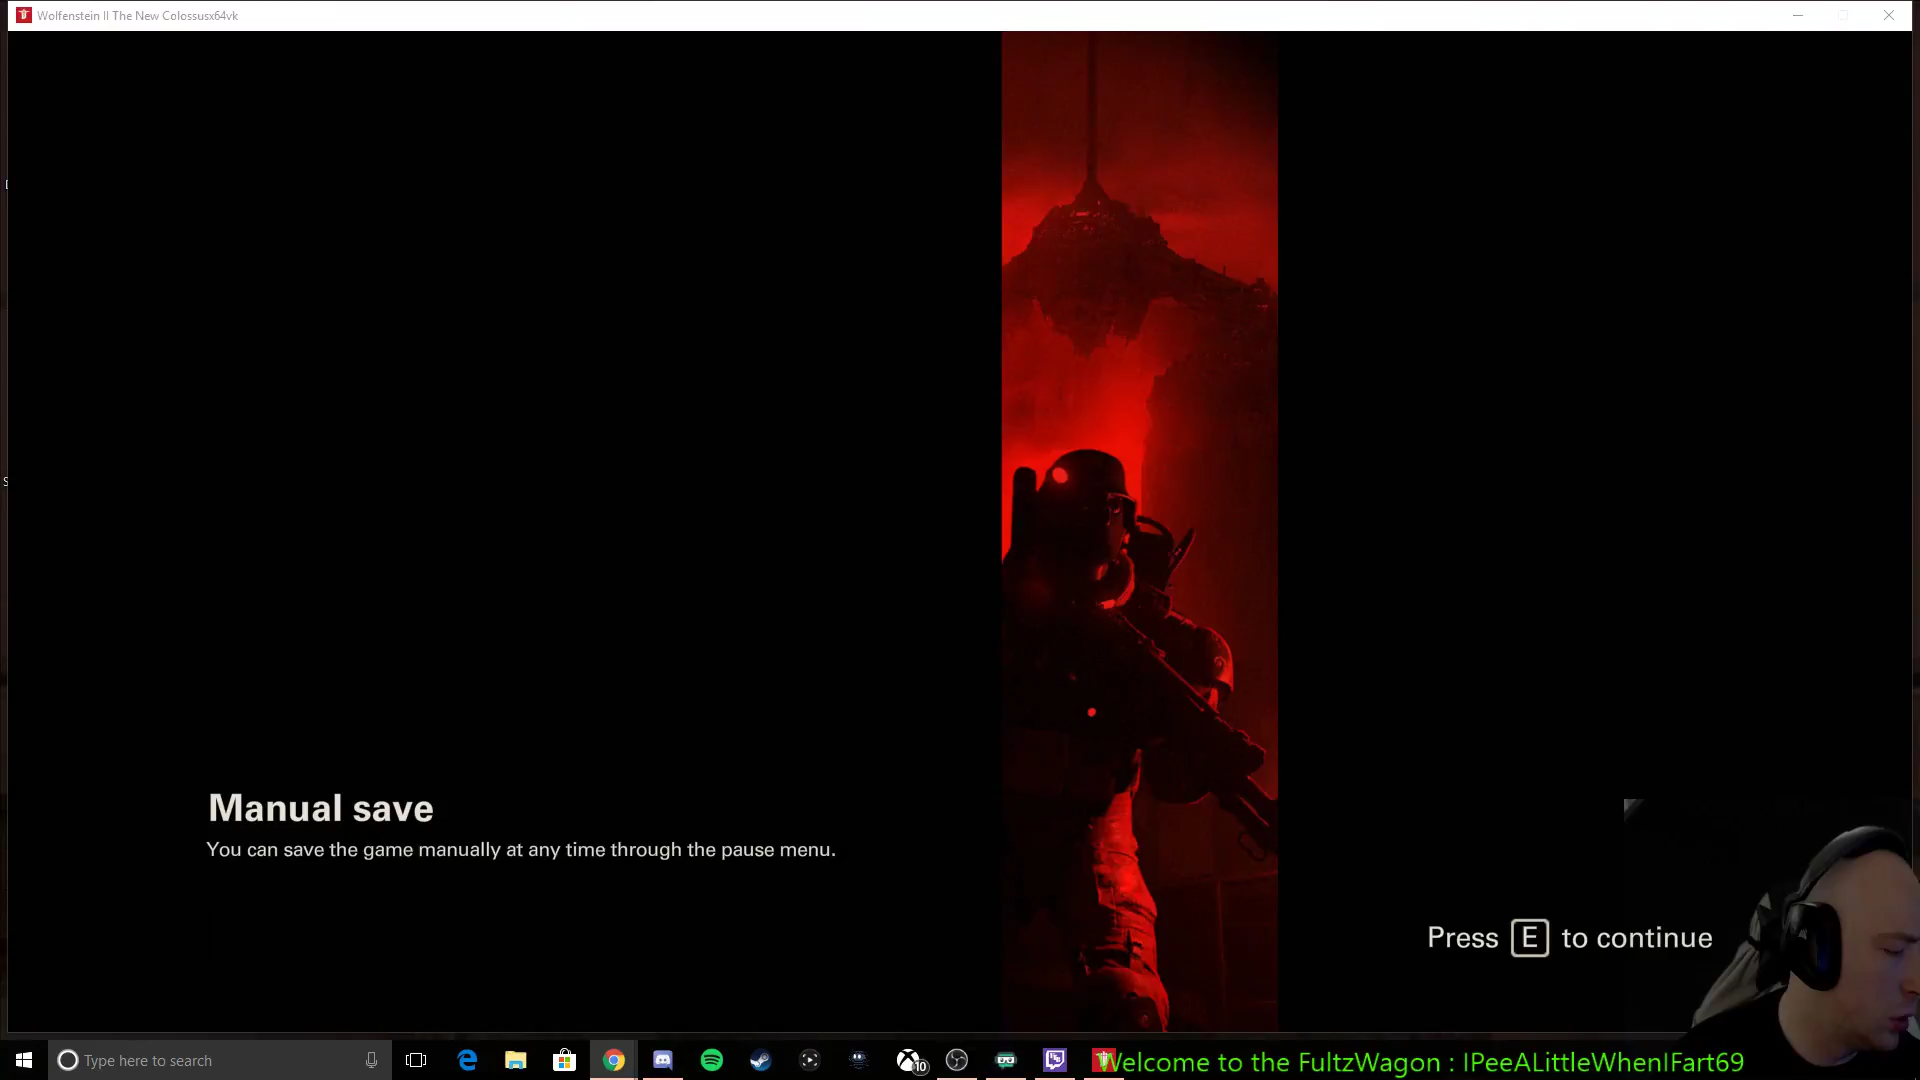 Wolfenstein II The New Colossusx64vk
Manual save
You can save the game manually at any time through the pause menu.
Press E to continue
Type here to search
10
Welcome to the FultzWagon : IPeeALittleWhenIFart69